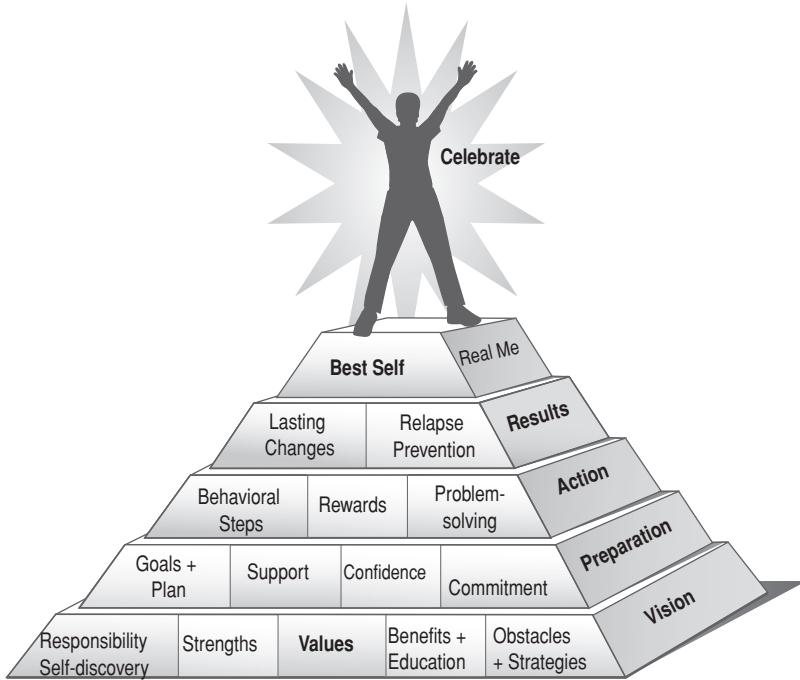 Celebrate
Best Self
Real Me
Lasting
Changes
Relapse
Prevention
Results
Behavioral
Steps
Rewards
Problem-
solving
Action
Goals +
Plan
Support
Confidence
Commitment
Preparation
Responsibility
Self-discovery
Strengths
Values
Benefits +
Education
Obstacles
+ Strategies
Vision